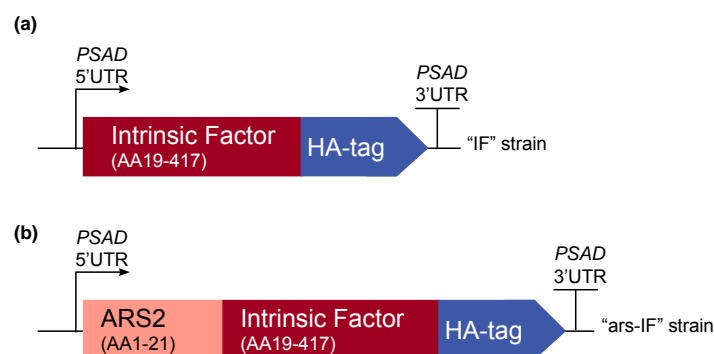 (a)
PSAD
5'UTR
PSAD
3'UTR
Intrinsic Factor
(AA19-417)
HA-tag
“IF” strain
(b)
PSAD
5'UTR
PSAD
3'UTR
ARS2
(AA1-21)
Intrinsic Factor
(AA19-417)
HA-tag
“ars-IF” strain